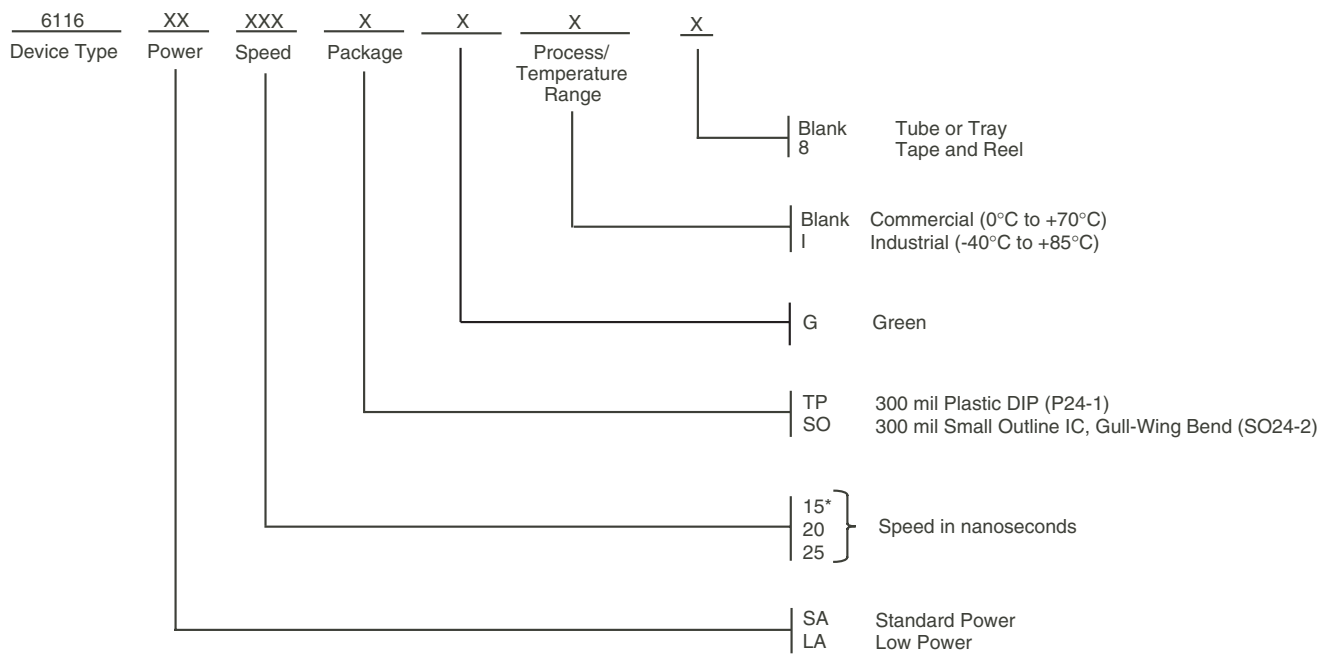 6116 XX XXX X X X X
Device Type Power Speed Package Process/
Temperature
Range
Blank Tube or Tray
8 Tape and Reel
Blank Commercial (0°C to +70°C)
I Industrial (-40°C to +85°C)
G Green
TP 300 mil Plastic DIP (P24-1)
SO 300 mil Small Outline IC, Gull-Wing Bend (SO24-2)
15*
20 Speed in nanoseconds
25
SA Standard Power
LA Low Power